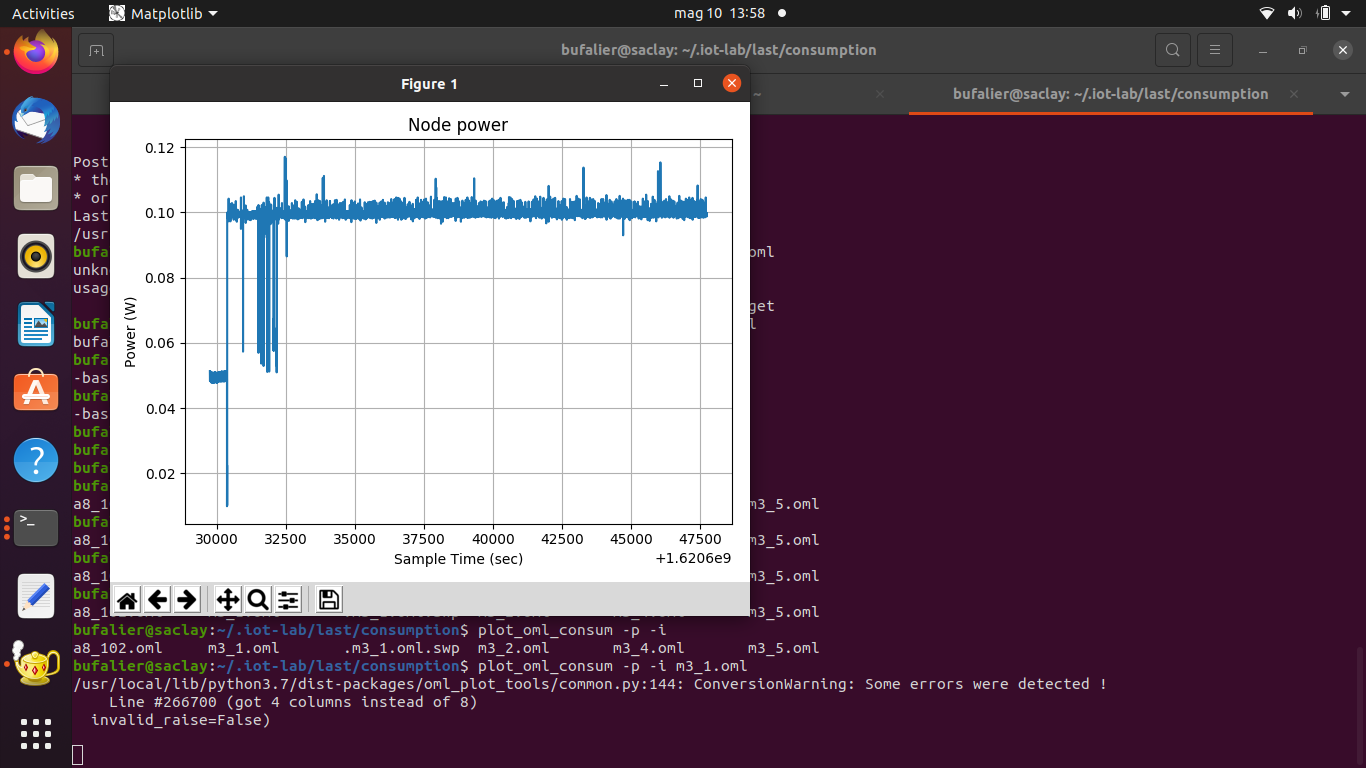 Activities Matplotlib mag 10 13:58
bufalier@saclay: ~/.iot-lab/last/consumption
Figure 1
~
bufalier@saclay: ~/.iot-lab/last/consumption
Node power
0.12
0.10
0.08
0.06
0.04
0.02
Power (W)
30000 32500 35000 37500 40000 42500 45000 47500
Sample Time (sec)
+1.6206e9
Post
* th
* or
Last
/usr
bufa oml
unkn
usag
get
bufa l
bufa
bufa
-bas
bufa
-bas
bufa
bufa
bufa
bufa
a8_1 m3_5.oml
bufa
a8_1 m3_5.oml
bufa
a8_1 m3_5.oml
bufa
a8_1 m3_5.oml
bufalier@saclay:~/.iot-lab/last/consumption$ plot_oml_consum -p -i
a8_102.oml m3_1.oml .m3_1.oml.swp m3_2.oml m3_4.oml m3_5.oml
bufalier@saclay:~/.iot-lab/last/consumption$ plot_oml_consum -p -i m3_1.oml
/usr/local/lib/python3.7/dist-packages/oml_plot_tools/common.py:144: ConversionWarning: Some errors were detected !
Line #266700 (got 4 columns instead of 8)
invalid_raise=False)